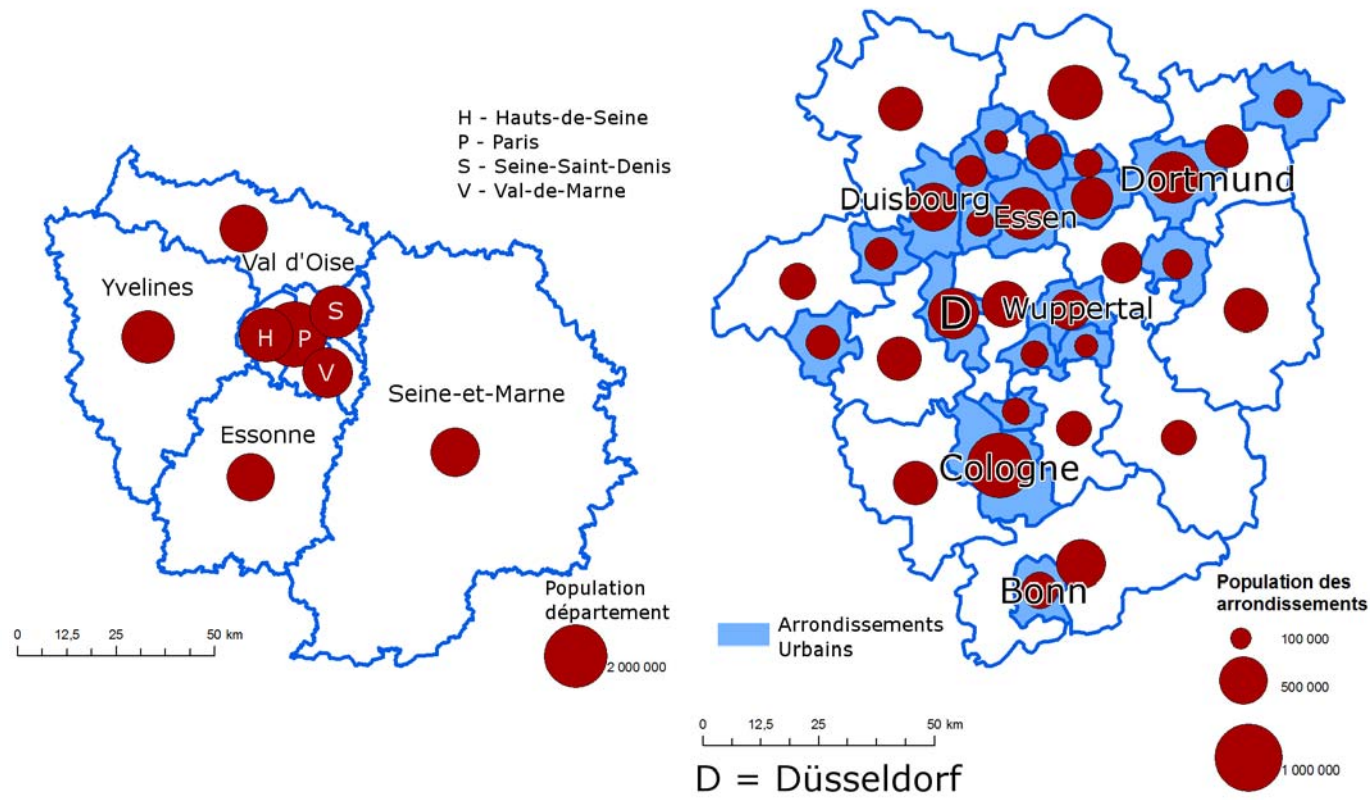 H - Hauts-de-Seine
P - Paris
S - Seine-Saint-Denis
V - Val-de-Marne
Val d'Oise
Yvelines
S
H
P
V
Seine-et-Marne
Essonne
Population
département
2 000 000
0 12,5 25 50 km
Duisbourg
Dortmund
Essen
D
Wuppertal
Cologne
Bonn
Arrondissements
Urbains
Population des
arrondissements
100 000
500 000
1 000 000
0 12,5 25 50 km
D = Düsseldorf